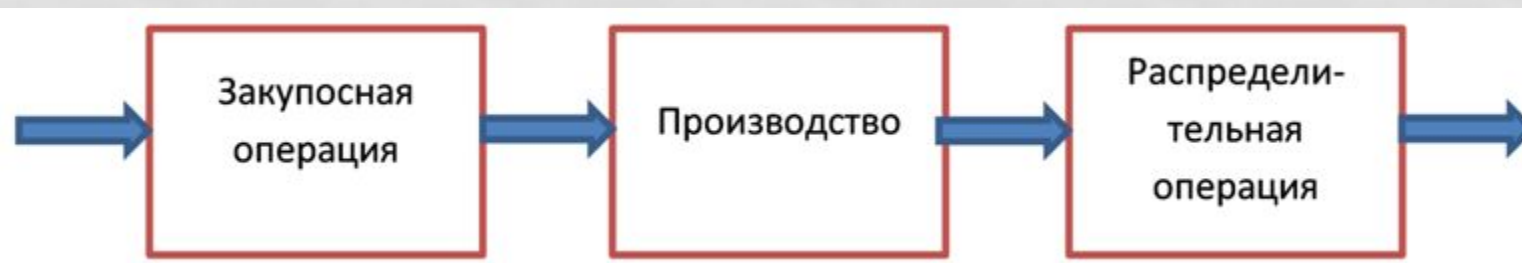 Закупосная
операция
Производство
Распредели-
тельная
операция